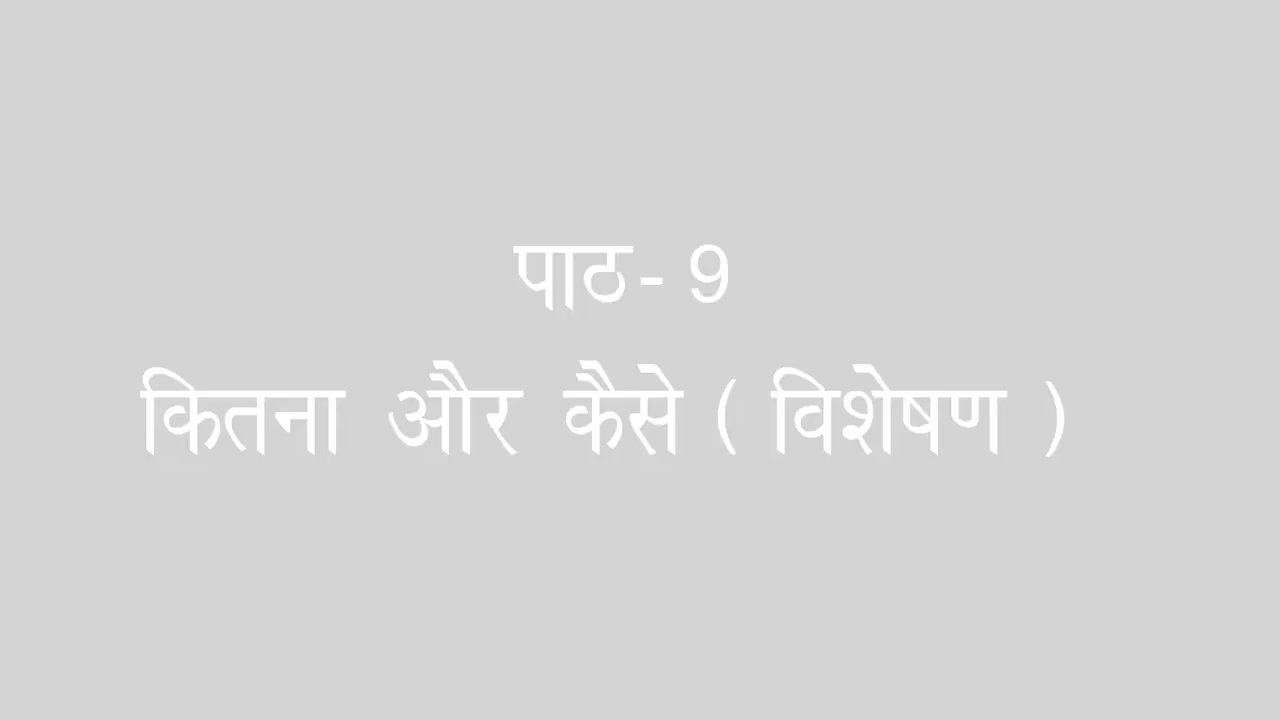 पाठ- 9
कितना और कैसे ( विशेषण )